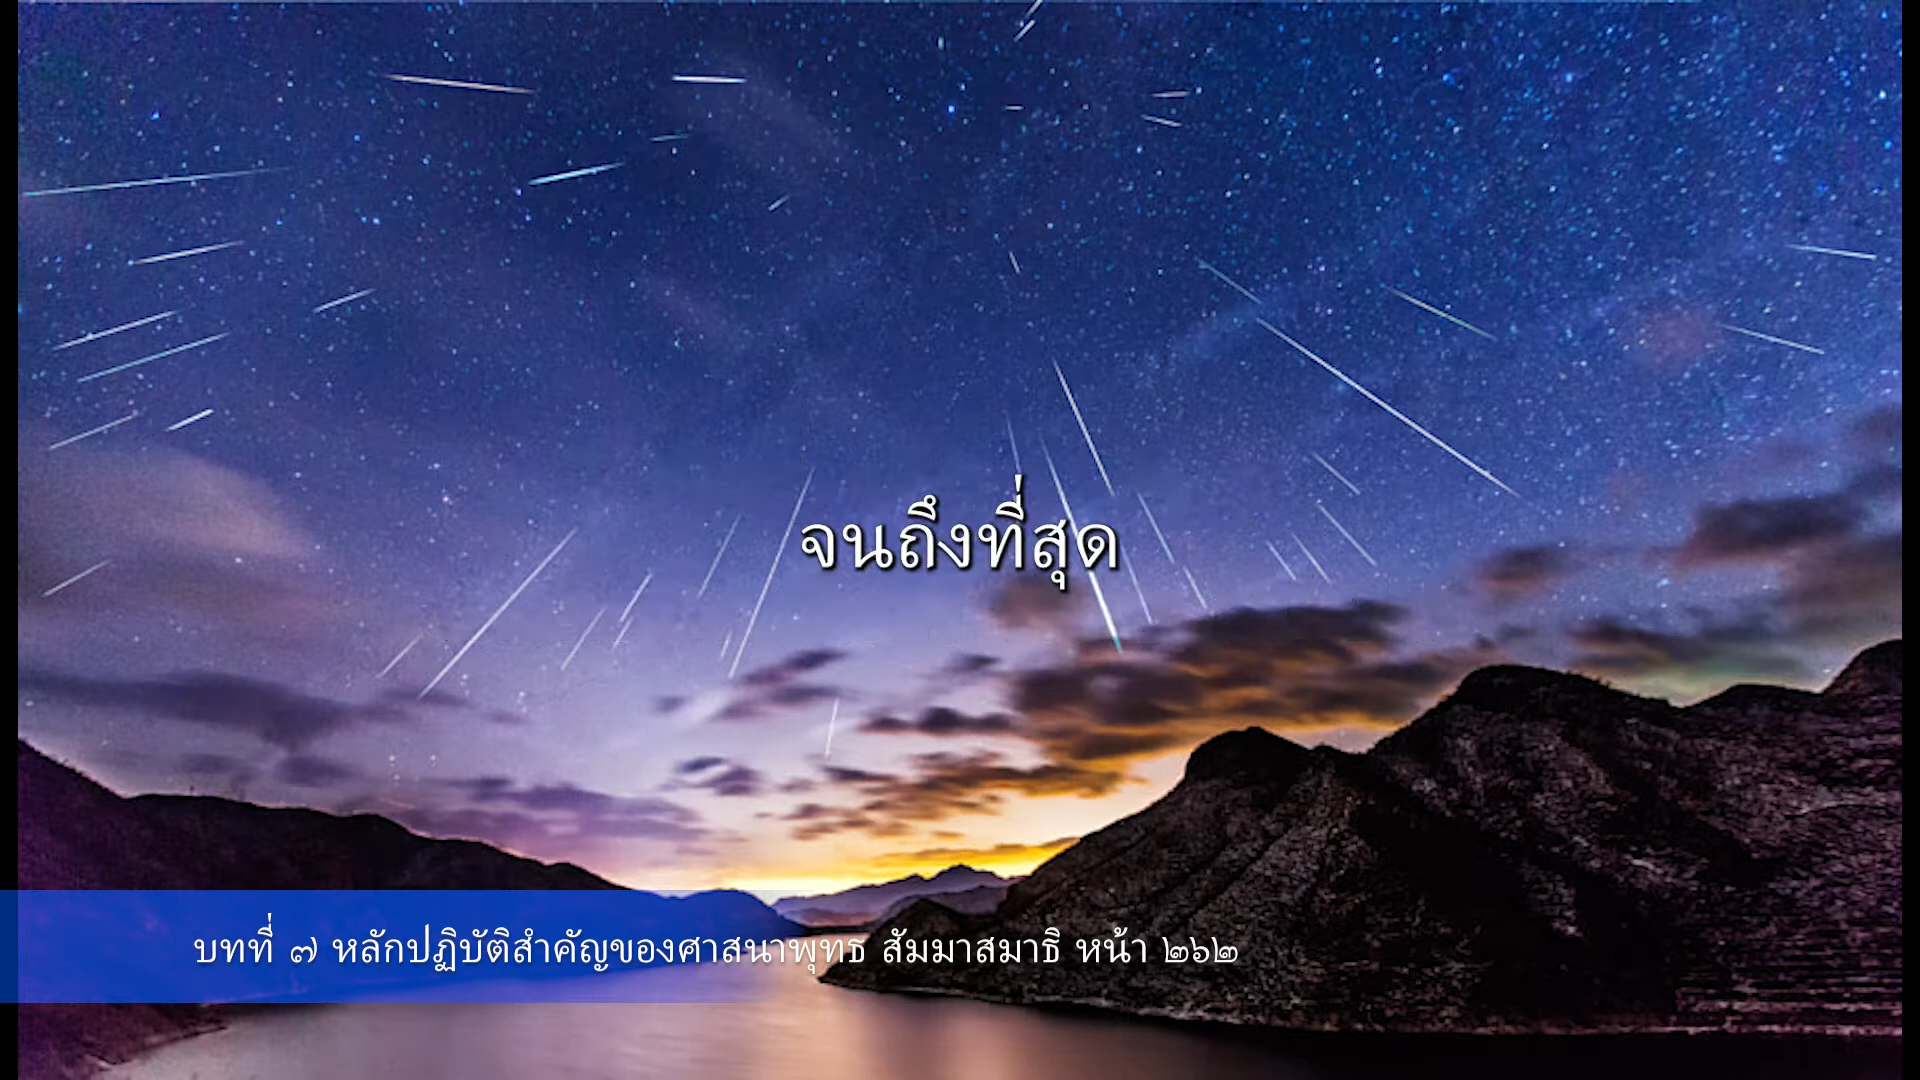 จนถึงที่สุด
บทที่ ๗ หลักปฏิบัติสำคัญของศาสนาพุทธ สัมมาสมาธิ หน้า ๒๖๒